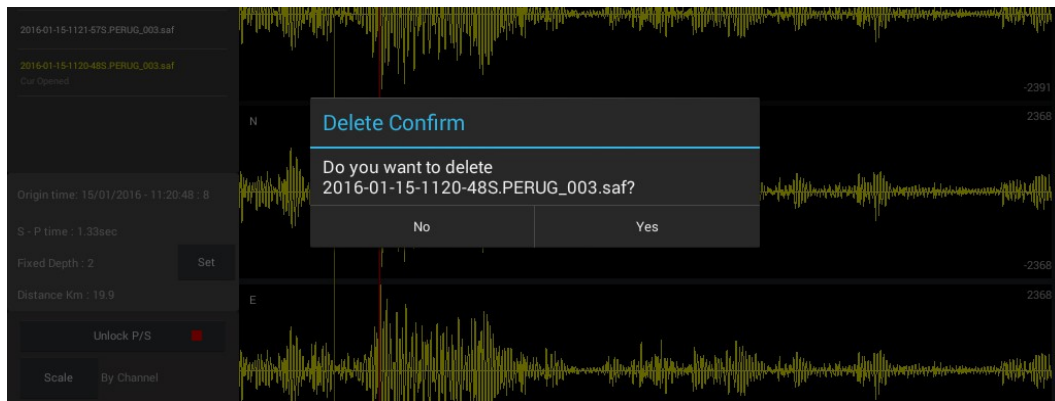 2016-01-15-1121-57S.PERUG_003.saf
2016-01-15-1120-48S.PERUG_003.saf
Cur Opened
-2391
N
2368
Delete Confirm
Do you want to delete
2016-01-15-1120-48S.PERUG_003.saf?
No
Yes
Origin time: 15/01/2016 - 11:20:48 : 8
S - P time : 1.33sec
Fixed Depth : 2
Set
-2368
Distance Km : 19.9
E
2368
Unlock P/S
Scale
By Channel